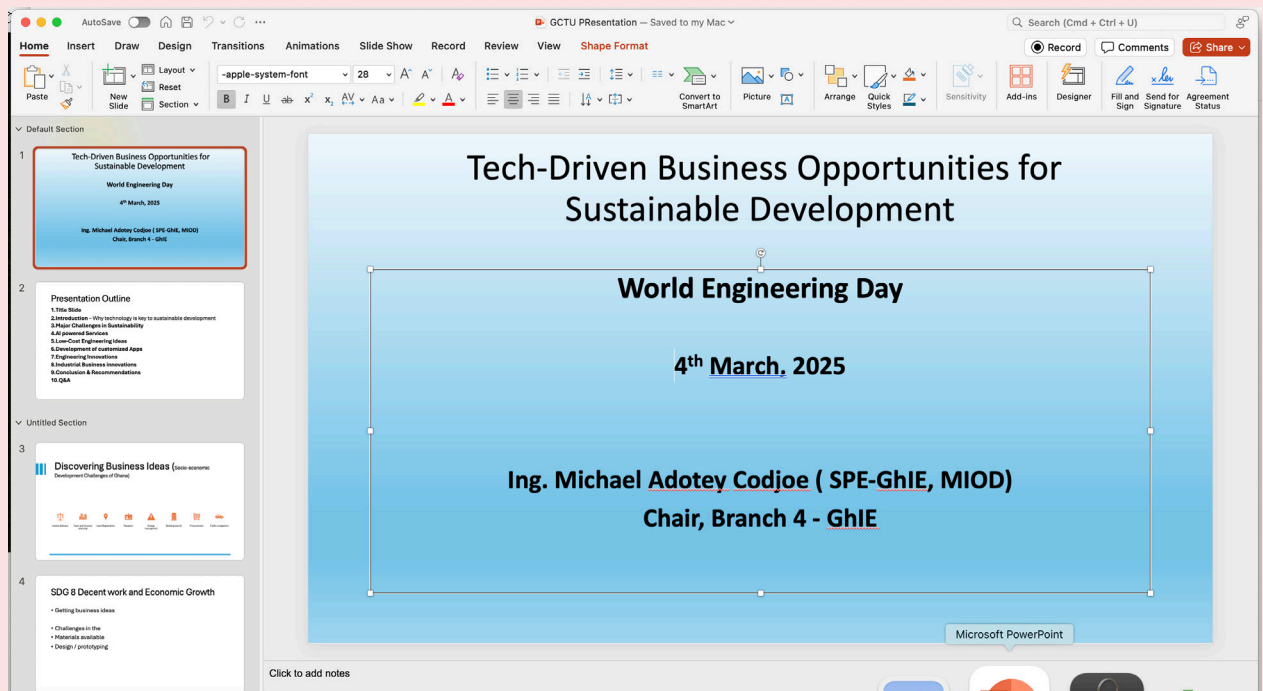 AutoSave
GCTU PResentation — Saved to my Mac
Search (Cmd + Ctrl + U)
Home Insert Draw Design Transitions Animations Slide Show Record Review View Shape Format
Record Comments Share
Paste
New Slide
Layout
Reset
Section
-apple-system-font 28
B I U ab x² x₂ AV Aa
Convert to SmartArt
Picture
Arrange
Quick Styles
Sensitivity
Add-ins
Designer
Fill and Sign
Send for Signature
Agreement Status
Default Section
1
Tech-Driven Business Opportunities for
Sustainable Development
World Engineering Day
4th March, 2025
Ing. Michael Adotey Codjoe ( SPE-GhIE, MIOD)
Chair, Branch 4 - GhIE
2
Presentation Outline
1.Title Slide
2.Introduction – Why technology is key to sustainable development
3.Major Challenges in Sustainability
4.AI powered Services
5.Low-Cost Engineering Ideas
6.Development of customized Apps
7.Engineering Innovations
8.Industrial Business innovations
9.Conclusion & Recommendations
10.Q&A
Untitled Section
3
Discovering Business Ideas (Socio-economic
Development Challenges of Ghana)
4
SDG 8 Decent work and Economic Growth
• Getting business ideas
• Challenges in the
• Materials available
• Design / prototyping
Tech-Driven Business Opportunities for
Sustainable Development
World Engineering Day
4th March, 2025
Ing. Michael Adotey Codjoe ( SPE-GhIE, MIOD)
Chair, Branch 4 - GhIE
Microsoft PowerPoint
Click to add notes